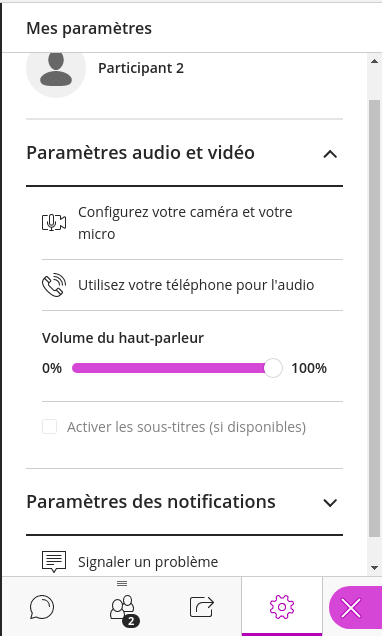 Mes paramètres
Participant 2
Paramètres audio et vidéo
Configurez votre caméra et votre
micro
Utilisez votre téléphone pour l'audio
Volume du haut-parleur
0% 100%
Activer les sous-titres (si disponibles)
Paramètres des notifications
Signaler un problème
2